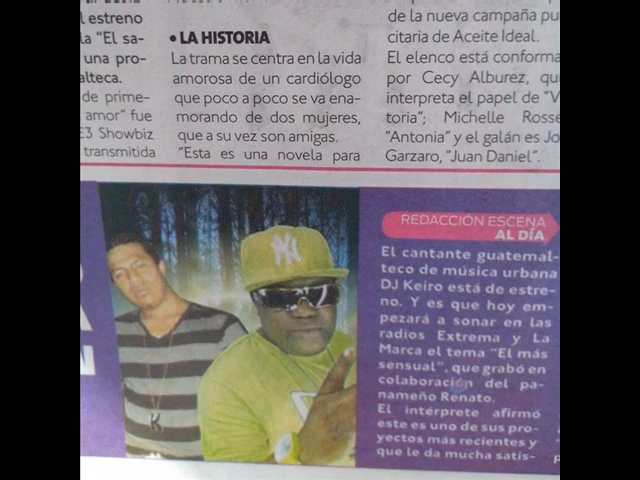 l estreno
la "El sa-
una pro-
alteca.
de prime-
amor" fue
E3 Showbiz
transmitida
• LA HISTORIA
La trama se centra en la vida
amorosa de un cardiólogo
que poco a poco se va ena-
morando de dos mujeres,
que a su vez son amigas.
"Esta es una novela para
de la nueva campaña pu
citaria de Aceite Ideal.
El elenco está conforma
por Cecy Alburez, qu
interpreta el papel de "V
toria"; Michelle Rosse
"Antonia" y el galán es Jo
Garzaro, "Juan Daniel".
NY
K
REDACCIÓN ESCENA
AL DÍA
El cantante guatemal-
teco de música urbana
DJ Keiro está de estre-
no. Y es que hoy em-
pezará a sonar en las
radios Extrema y La
Marca el tema "El más
sensual", que grabó en
colaboración del pa-
nameño Renato.
El intérprete afirmó
este es uno de sus pro-
yectos más recientes y
que le da mucha satis-